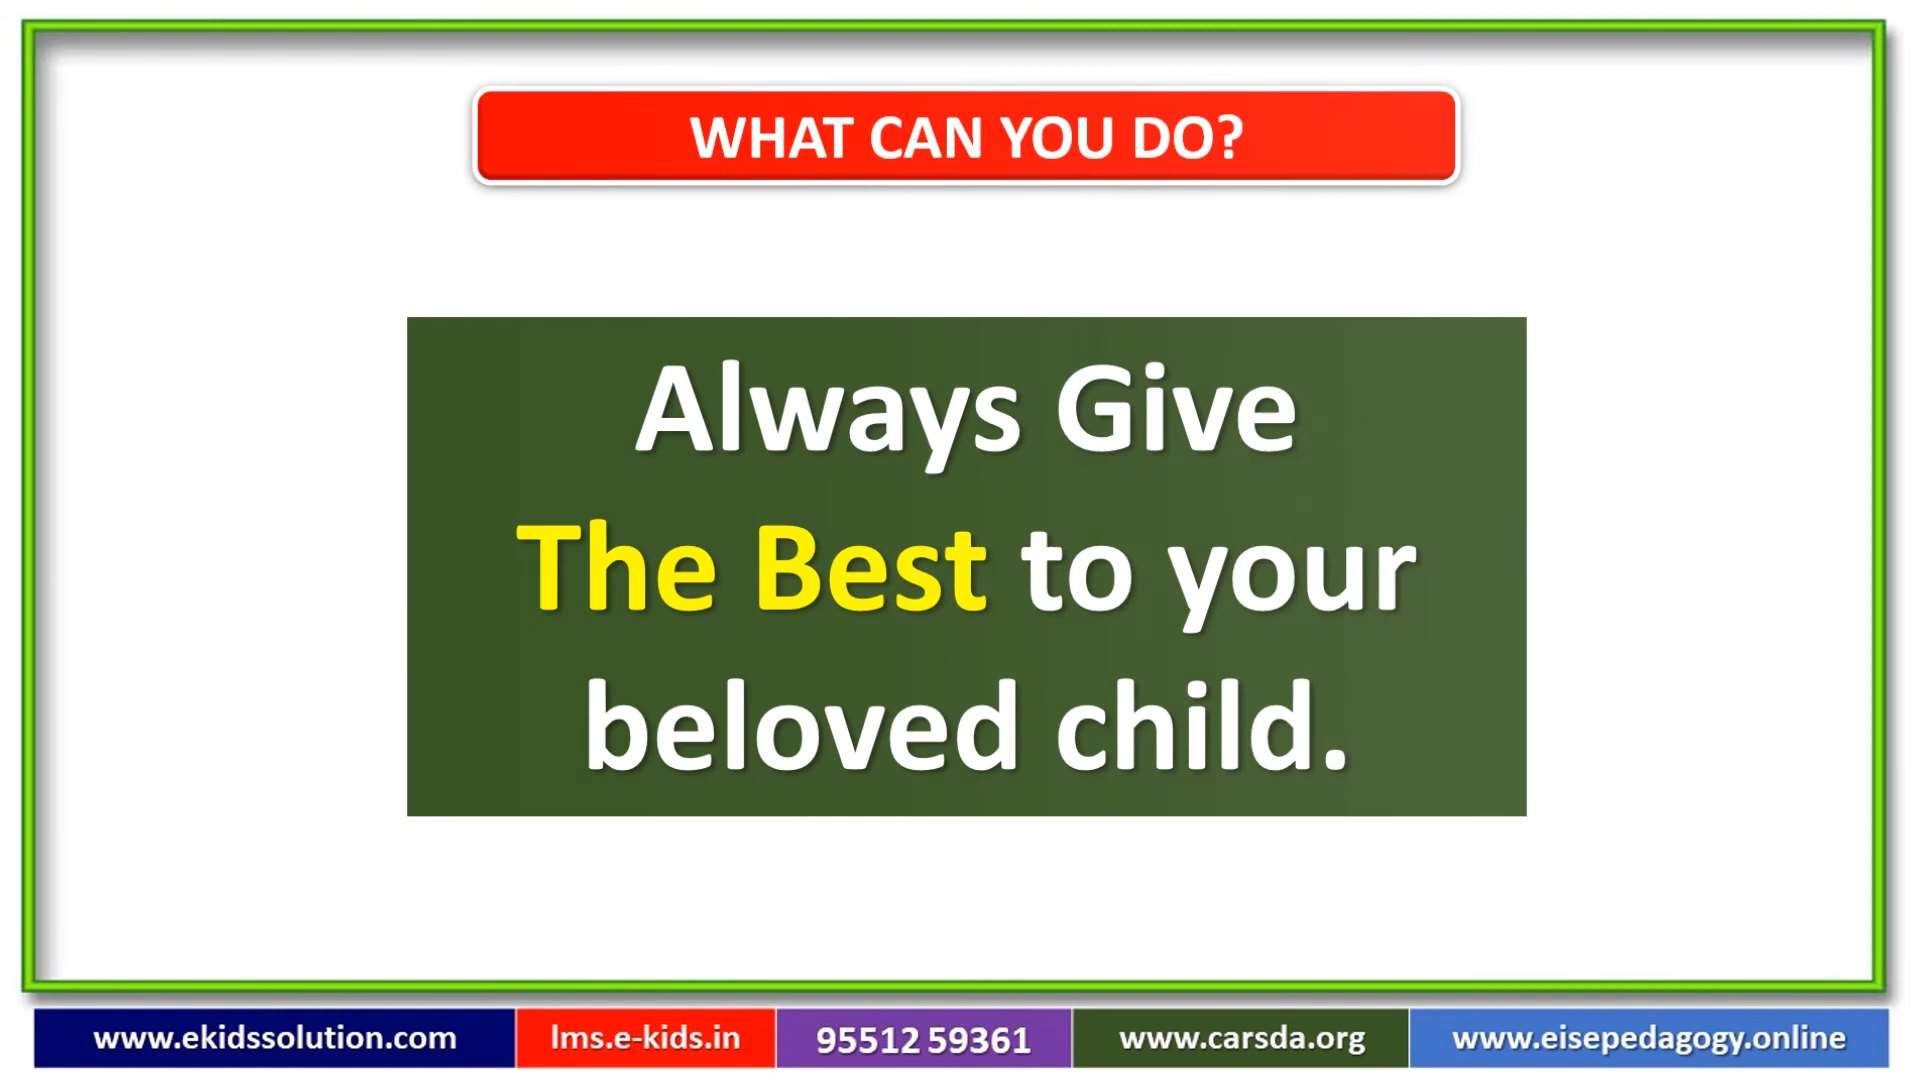 WHAT CAN YOU DO?
Always Give
The Best to your
beloved child.
www.ekidssolution.com
lms.e-kids.in
95512 59361
www.carsda.org
www.eisepedagogy.online